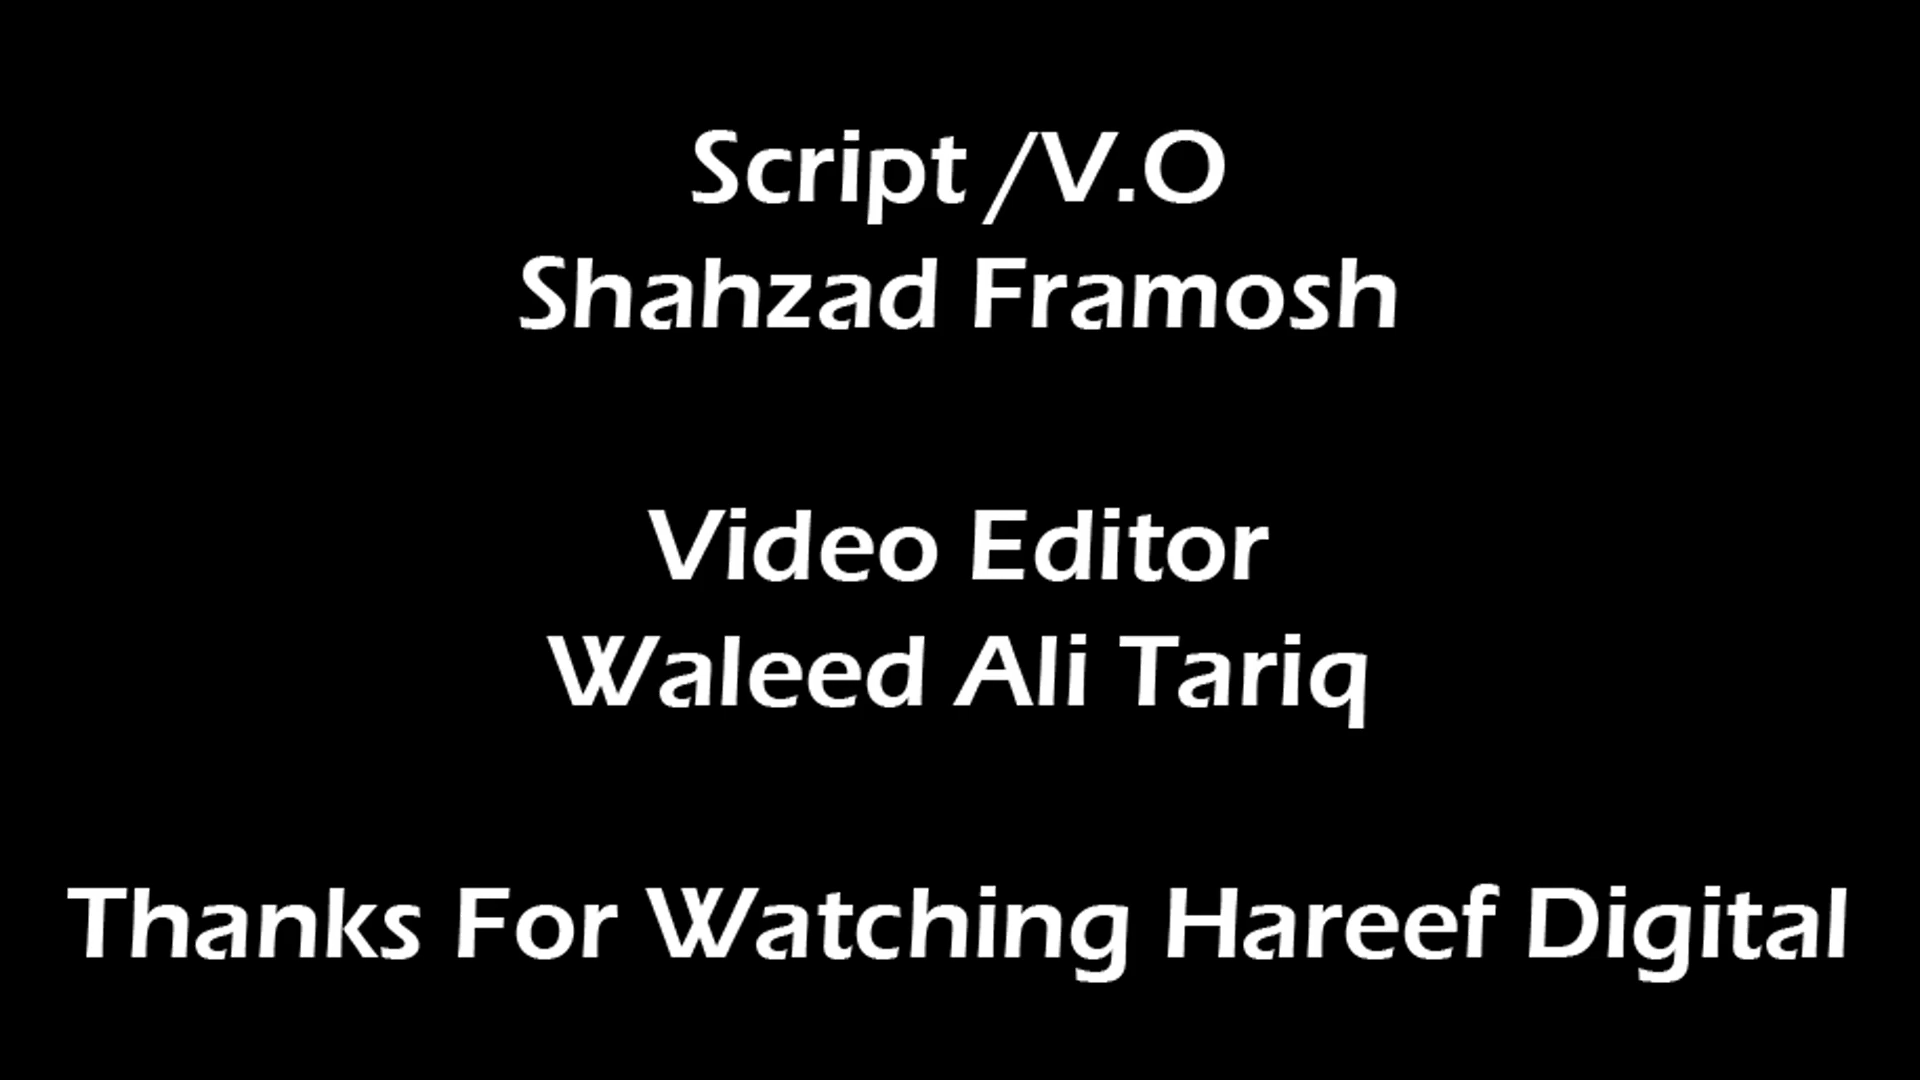 Script /V.O
Shahzad Framosh
Video Editor
Waleed Ali Tariq
Thanks For Watching Hareef Digital